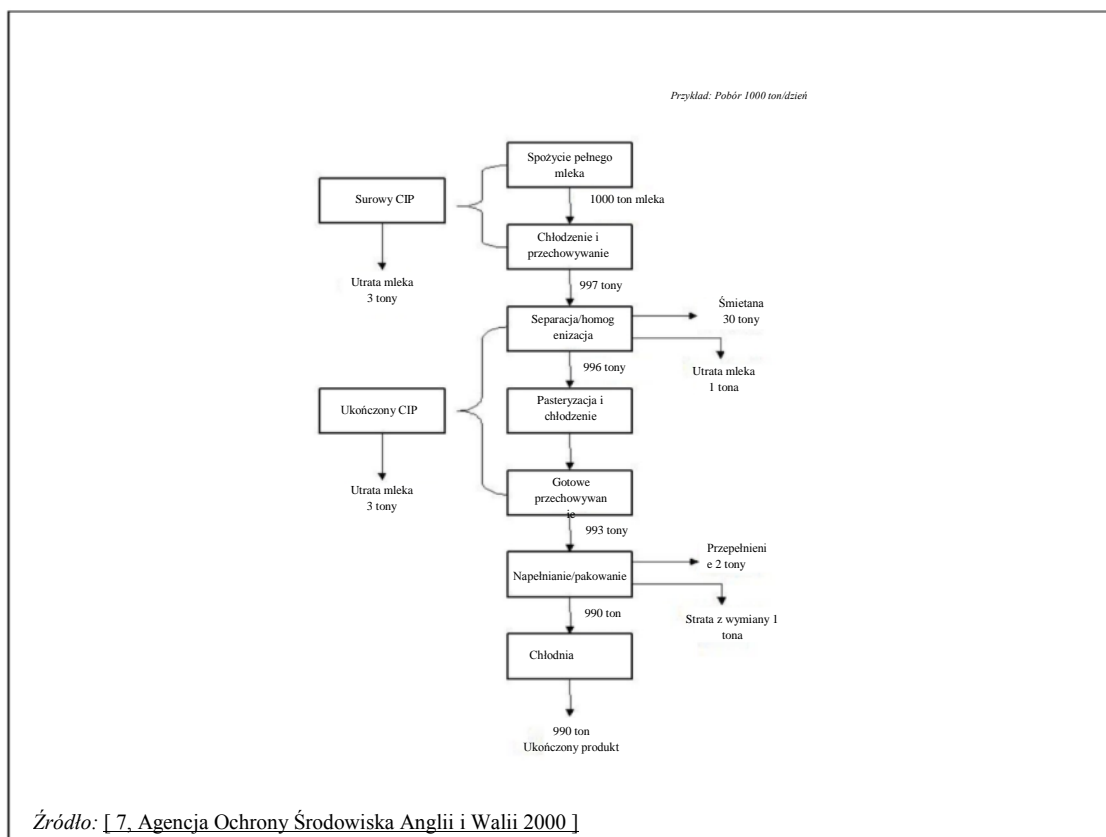 Przykład: Pobór 1000 ton/dzień
Spożycie pełnego
mleka
Surowy CIP
1000 ton mleka
Chłodzenie i
przechowywanie
Utrata mleka
3 tony
997 tony
Separacja/homog
enizacja
Śmietana
30 tony
996 tony
Utrata mleka
1 tona
Ukończony CIP
Pasteryzacja i
chłodzenie
Utrata mleka
3 tony
Gotowe
przechowywan
ie
993 tony
Napełnianie/pakowanie
Przepełnieni
e 2 tony
990 ton
Strata z wymiany 1
tona
Chłodnia
990 ton
Ukończony produkt
Źródło: [ 7, Agencja Ochrony Środowiska Anglii i Walii 2000 ]